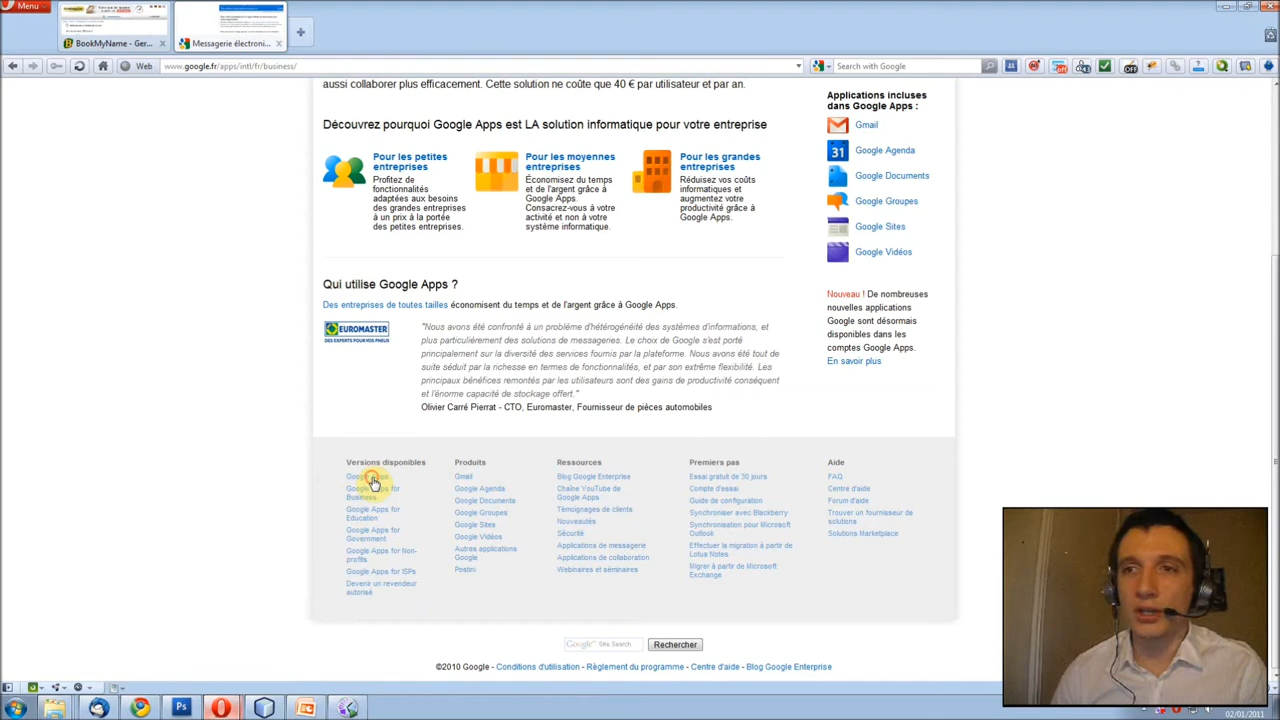 Menu
BookMyName - Ger...
Messagerie électroni...
Web
www.google.fr/apps/intl/fr/business/
Search with Google
aussi collaborer plus efficacement. Cette solution ne coûte que 40 € par utilisateur et par an.
Découvrez pourquoi Google Apps est LA solution informatique pour votre entreprise
Pour les petites
entreprises
Profitez de
fonctionnalités
adaptées aux besoins
des grandes entreprises
à un prix à la portée
des petites entreprises.
Pour les moyennes
entreprises
Économisez du temps
et de l'argent grâce à
Google Apps.
Consacrez-vous à votre
activité et non à votre
système informatique.
Pour les grandes
entreprises
Réduisez vos coûts
informatiques et
augmentez votre
productivité grâce à
Google Apps.
Qui utilise Google Apps ?
Des entreprises de toutes tailles économisent du temps et de l'argent grâce à Google Apps.
EUROMASTER
DES EXPERTS POUR VOS PNEUS
"Nous avons été confronté à un problème d'hétérogénéité des systèmes d'informations, et
plus particulièrement des solutions de messageries. Le choix de Google s'est porté
principalement sur la diversité des services fournis par la plateforme. Nous avons été tout de
suite séduit par la richesse en termes de fonctionnalités, et par son extrême flexibilité. Les
principaux bénéfices remontés par les utilisateurs sont des gains de productivité conséquent
et l'énorme capacité de stockage offert."
Olivier Carré Pierrat - CTO, Euromaster, Fournisseur de pièces automobiles
Applications incluses
dans Google Apps :
Gmail
31
Google Agenda
Google Documents
Google Groupes
Google Sites
Google Vidéos
Nouveau ! De nombreuses
nouvelles applications
Google sont désormais
disponibles dans les
comptes Google Apps.
En savoir plus
Versions disponibles
Google Apps
Google Apps for
Business
Google Apps for
Education
Google Apps for
Government
Google Apps for Non-
profits
Google Apps for ISPs
Devenir un revendeur
autorisé
Produits
Gmail
Google Agenda
Google Documents
Google Groupes
Google Sites
Google Vidéos
Autres applications
Google
Postini
Ressources
Blog Google Enterprise
Chaîne YouTube de
Google Apps
Témoignages de clients
Nouveautés
Sécurité
Applications de messagerie
Applications de collaboration
Webinaires et séminaires
Premiers pas
Essai gratuit de 30 jours
Compte d'essai
Guide de configuration
Synchroniser avec Blackberry
Synchronisation pour Microsoft
Outlook
Effectuer la migration à partir de
Lotus Notes
Migrer à partir de Microsoft
Exchange
Aide
FAQ
Centre d'aide
Forum d'aide
Trouver un fournisseur de
solutions
Solutions Marketplace
Google Site Search
Rechercher
©2010 Google - Conditions d'utilisation - Règlement du programme - Centre d'aide - Blog Google Enterprise
Ps
02/01/2011